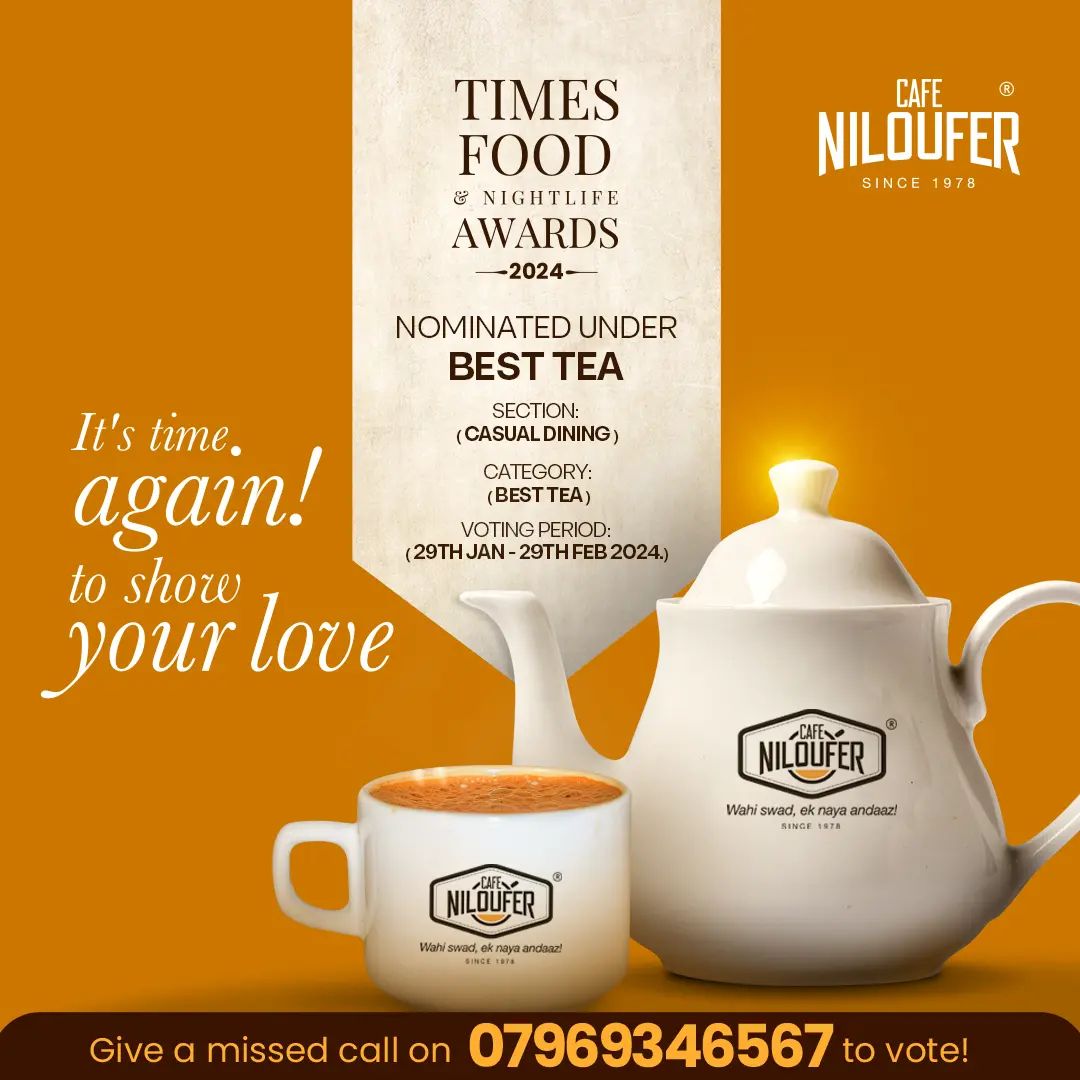 TIMES
FOOD
& NIGHTLIFE
AWARDS
2024
CAFE
NILOUFER ®
SINCE 1978
NOMINATED UNDER
BEST TEA
SECTION:
(CASUAL DINING)
CATEGORY:
(BEST TEA)
VOTING PERIOD:
(29TH JAN - 29TH FEB 2024.)
It's time.
again!
to show
your love
CAFE
NILOUFER ®
Wahi swad, ek naya andaaz!
SINCE 1978
CAFE
NILOUFER ®
Wahi swad, ek naya andaaz!
SINCE 1978
Give a missed call on 07969346567 to vote!